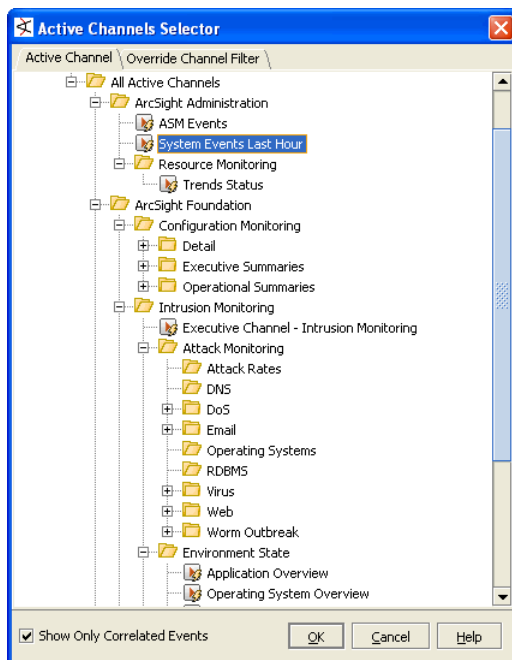 Active Channels Selector
Active Channel Override Channel Filter
All Active Channels
ArcSight Administration
ASM Events
System Events Last Hour
Resource Monitoring
Trends Status
ArcSight Foundation
Configuration Monitoring
Detail
Executive Summaries
Operational Summaries
Intrusion Monitoring
Executive Channel - Intrusion Monitoring
Attack Monitoring
Attack Rates
DNS
DoS
Email
Operating Systems
RDBMS
Virus
Web
Worm Outbreak
Environment State
Application Overview
Operating System Overview
Show Only Correlated Events OK Cancel Help